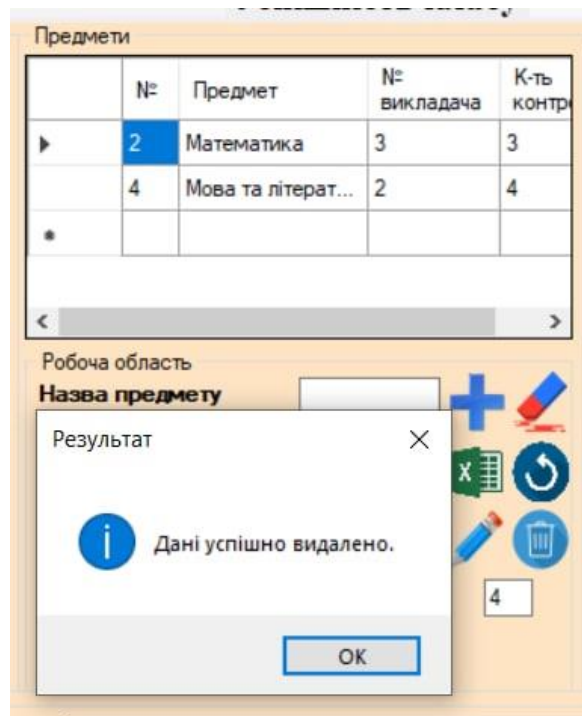 Предмети
№ Предмет № викладача К-ть
2 Математика 3 3
4 Мова та літерат... 2 4
Робоча область
Назва предмету
Результат
Дані успішно видалено.
4
OK